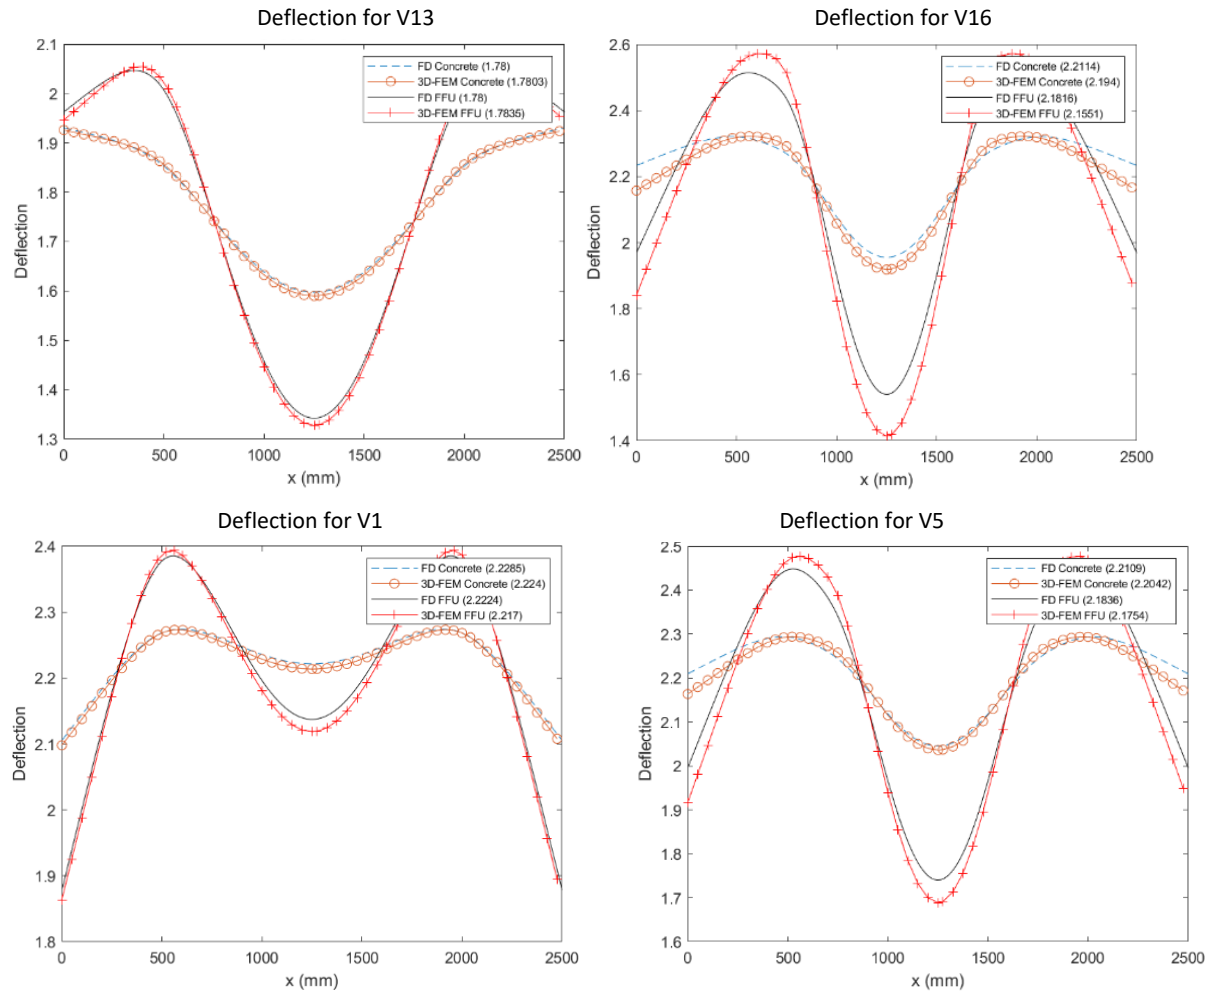 Deflection for V13
2.1
2
1.9
1.8
1.7
1.6
1.5
1.4
1.3
Deflection
0 500 1000 1500 2000 2500
x (mm)
FD Concrete (1.78)
3D-FEM Concrete (1.7803)
FD FFU (1.78)
3D-FEM FFU (1.7835)
Deflection for V16
2.6
2.4
2.2
2
1.8
1.6
1.4
Deflection
0 500 1000 1500 2000 2500
x (mm)
FD Concrete (2.2114)
3D-FEM Concrete (2.194)
FD FFU (2.1816)
3D-FEM FFU (2.1551)
Deflection for V1
2.4
2.3
2.2
2.1
2
1.9
1.8
Deflection
0 500 1000 1500 2000 2500
x (mm)
FD Concrete (2.2285)
3D-FEM Concrete (2.224)
FD FFU (2.2224)
3D-FEM FFU (2.217)
Deflection for V5
2.5
2.4
2.3
2.2
2.1
2
1.9
1.8
1.7
1.6
Deflection
0 500 1000 1500 2000 2500
x (mm)
FD Concrete (2.2109)
3D-FEM Concrete (2.2042)
FD FFU (2.1836)
3D-FEM FFU (2.1754)